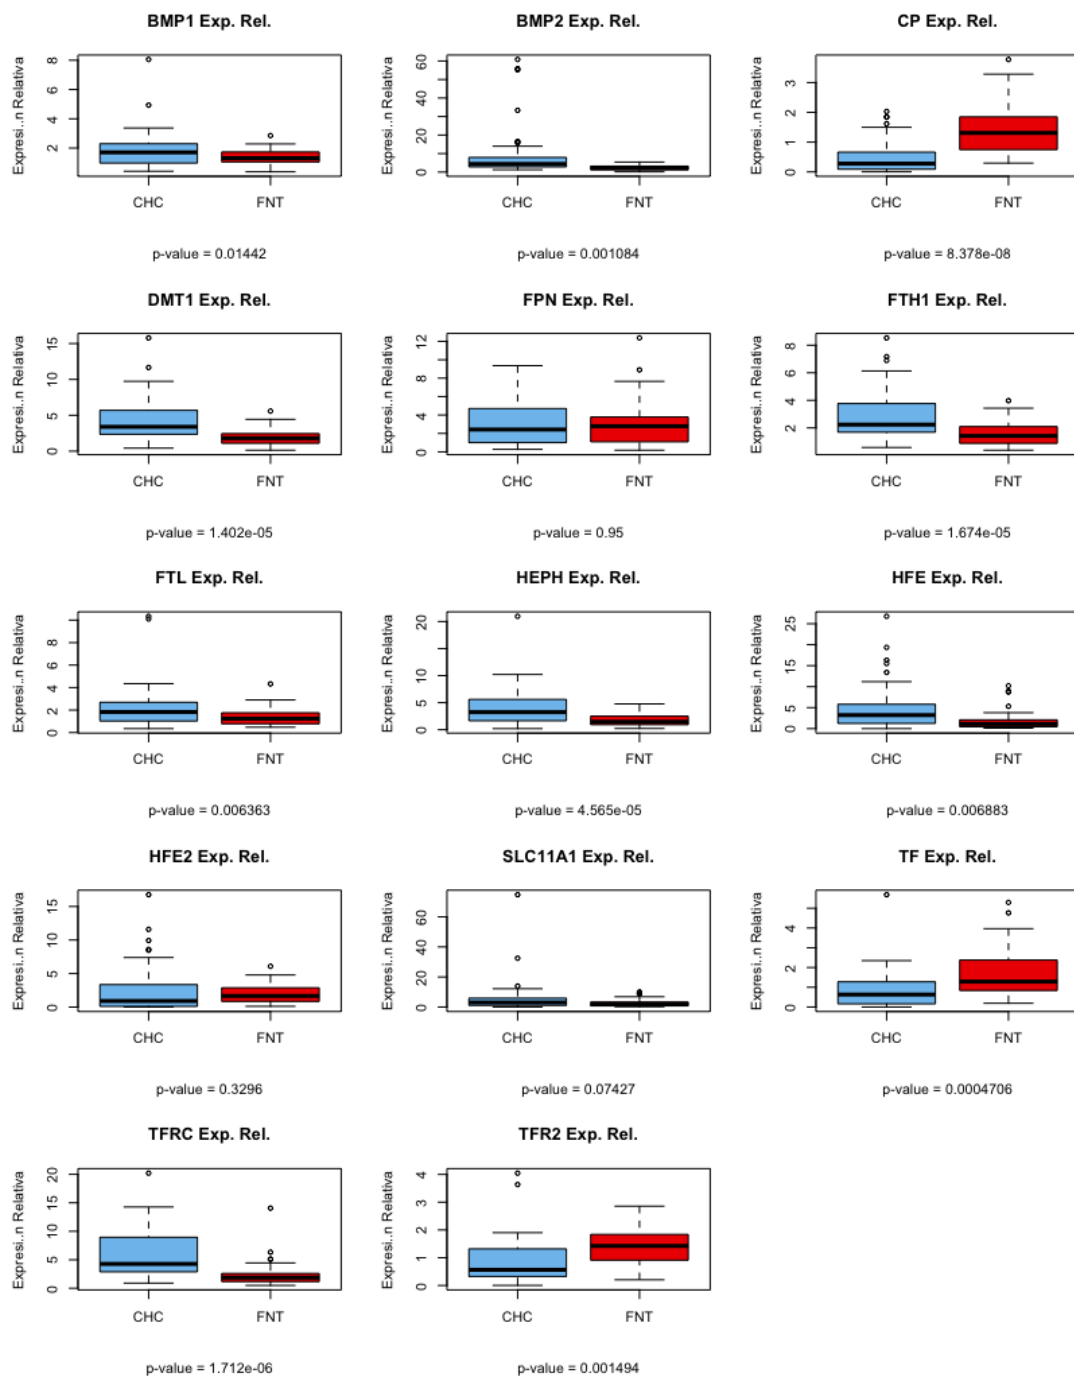 BMP1 Exp. Rel.
BMP2 Exp. Rel.
CP Exp. Rel.
Expresi..n Relativa
2 4 6 8
Expresi..n Relativa
0 20 40 60
Expresi..n Relativa
0 1 2 3
CHC FNT
CHC FNT
CHC FNT
p-value = 0.01442
p-value = 0.001084
p-value = 8.378e-08
DMT1 Exp. Rel.
FPN Exp. Rel.
FTH1 Exp. Rel.
Expresi..n Relativa
0 5 10 15
Expresi..n Relativa
0 4 8 12
Expresi..n Relativa
2 4 6 8
CHC FNT
CHC FNT
CHC FNT
p-value = 1.402e-05
p-value = 0.95
p-value = 1.674e-05
FTL Exp. Rel.
HEPH Exp. Rel.
HFE Exp. Rel.
Expresi..n Relativa
0 2 4 6 8
Expresi..n Relativa
0 5 10 20
Expresi..n Relativa
0 5 15 25
CHC FNT
CHC FNT
CHC FNT
p-value = 0.006363
p-value = 4.565e-05
p-value = 0.006883
HFE2 Exp. Rel.
SLC11A1 Exp. Rel.
TF Exp. Rel.
Expresi..n Relativa
0 5 10 15
Expresi..n Relativa
0 20 40 60
Expresi..n Relativa
0 1 2 4
CHC FNT
CHC FNT
CHC FNT
p-value = 0.3296
p-value = 0.07427
p-value = 0.0004706
TFRC Exp. Rel.
TFR2 Exp. Rel.
Expresi..n Relativa
0 5 10 15 20
Expresi..n Relativa
0 1 2 3 4
CHC FNT
CHC FNT
p-value = 1.712e-06
p-value = 0.001494